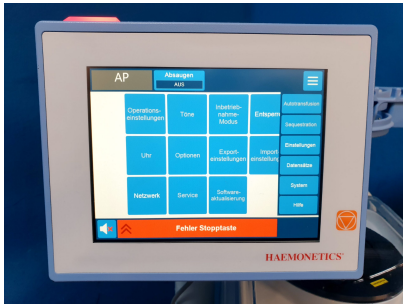 AP
Absaugen
AUS
Operations-
einstellungen
Töne
Inbetrieb-
nahme-
Modus
Entsperr
Autotransfusion
Sequestration
Uhr
Optionen
Export-
einstellungen
Import-
einstellung
Einstellungen
Datensätze
Netzwerk
Service
Software-
aktualisierung
System
Hilfe
Fehler Stopptaste
HAEMONETICS